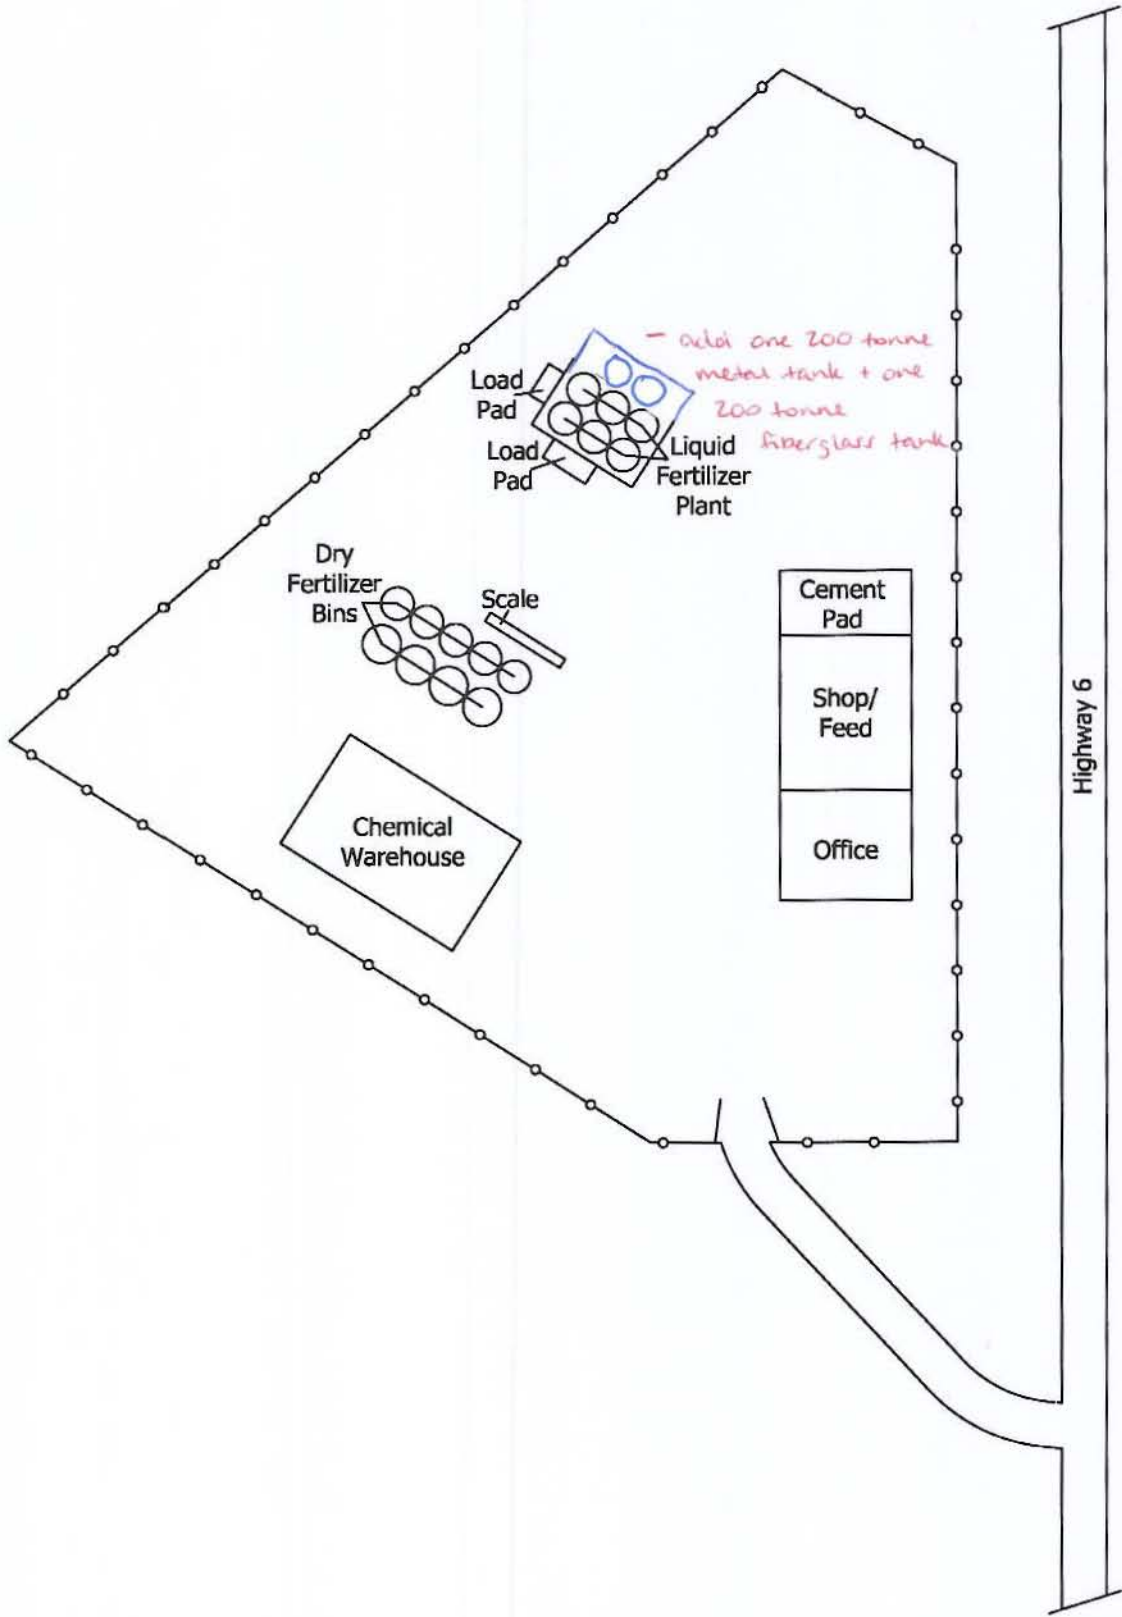 - add one 200 tonne
metal tank + one
200 tonne
fiberglass tank
Load
Pad
Load
Pad
Liquid
Fertilizer
Plant
Dry
Fertilizer
Bins
Scale
Cement
Pad
Shop/
Feed
Office
Chemical
Warehouse
Highway 6